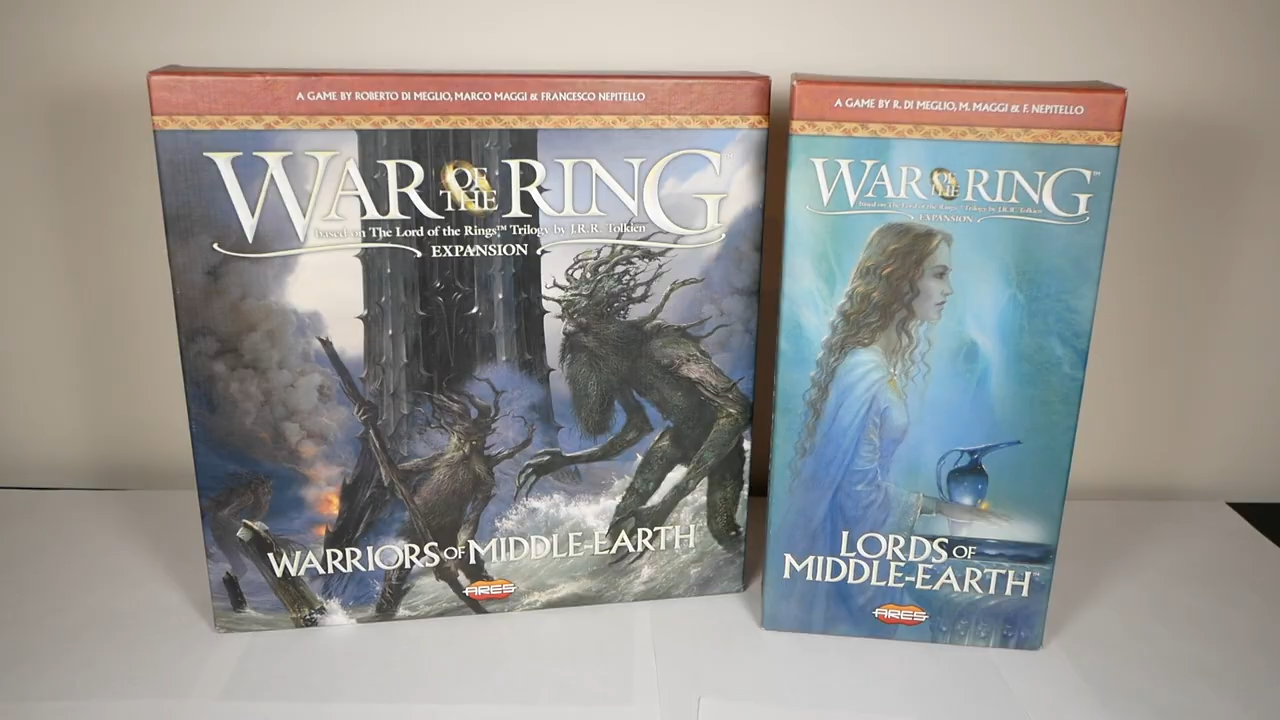 A GAME BY ROBERTO DI MEGLIO, MARCO MAGGI & FRANCESCO NEPITELLO
WAR OF THE RING™
based on The Lord of the Rings™ Trilogy by J.R.R. Tolkien
EXPANSION
WARRIORS OF MIDDLE-EARTH™
ARES
A GAME BY R. DI MEGLIO, M. MAGGI & F. NEPITELLO
WAR OF THE RING™
based on The Lord of the Rings™ Trilogy by J.R.R. Tolkien
EXPANSION
LORDS OF
MIDDLE-EARTH™
ARES